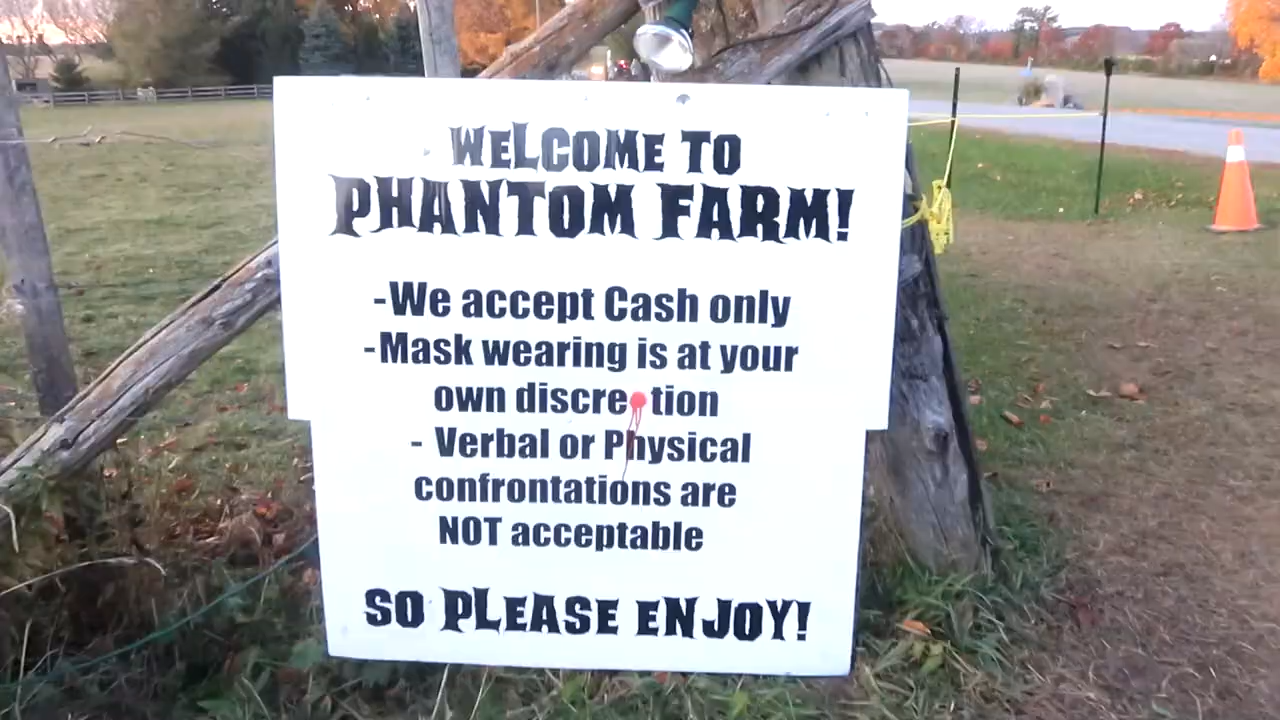 WELCOME TO
PHANTOM FARM!
-We accept Cash only
-Mask wearing is at your
own discretion
- Verbal or Physical
confrontations are
NOT acceptable
SO PLEASE ENJOY!